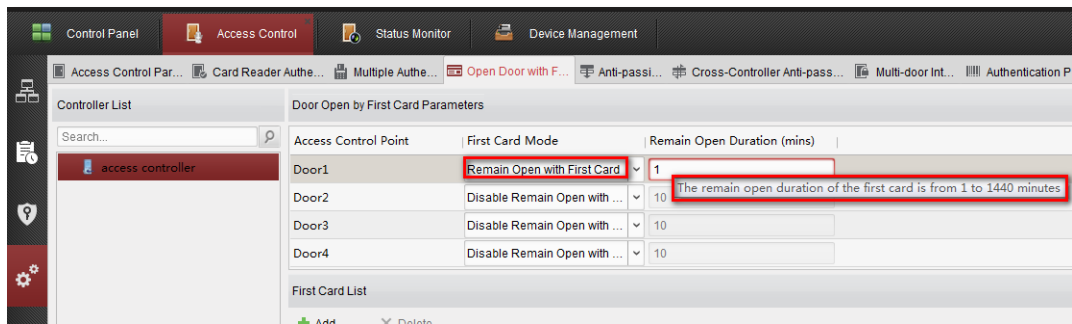 Control Panel Access Control Status Monitor Device Management
Access Control Par... Card Reader Authe... Multiple Authe... Open Door with F... Anti-passi... Cross-Controller Anti-pass... Multi-door Int... Authentication P
Controller List
Search...
access controller
Door Open by First Card Parameters
Access Control Point First Card Mode Remain Open Duration (mins)
Door1 Remain Open with First Card 1
The remain open duration of the first card is from 1 to 1440 minutes
Door2 Disable Remain Open with ... 10
Door3 Disable Remain Open with ... 10
Door4 Disable Remain Open with ... 10
First Card List
Add Delete